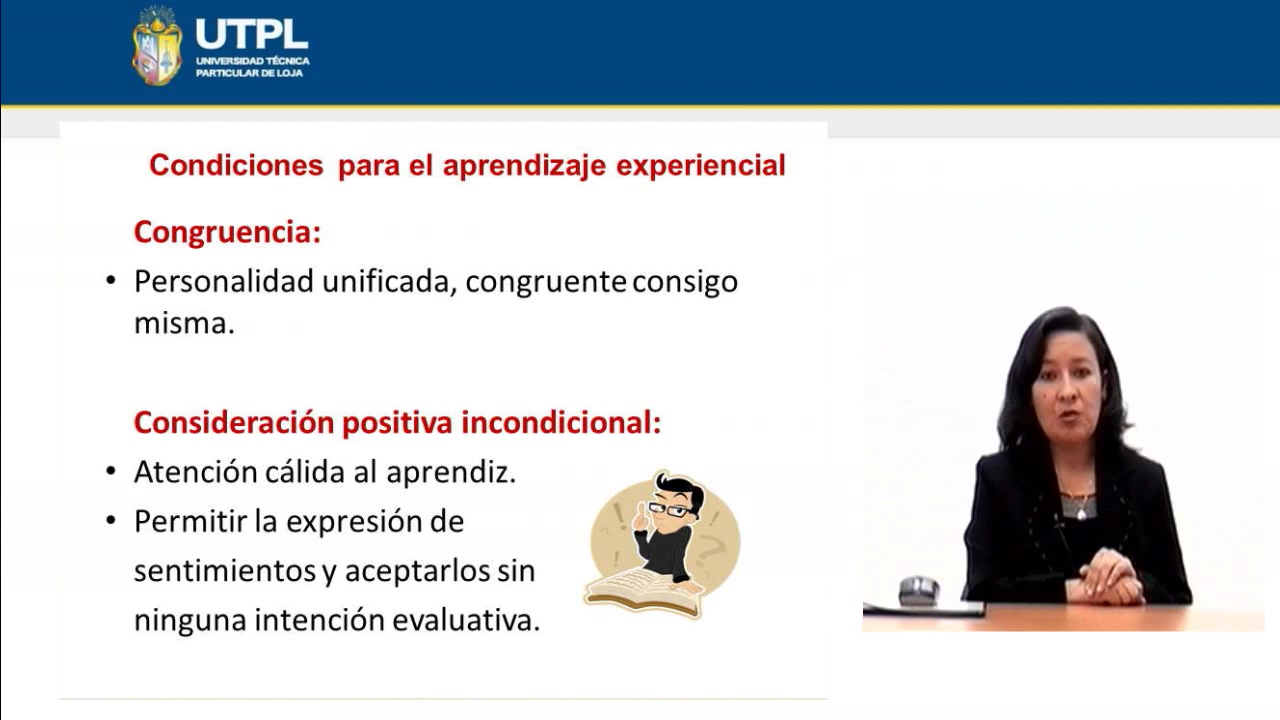 UTPL
UNIVERSIDAD TÉCNICA
PARTICULAR DE LOJA
Condiciones para el aprendizaje experiencial
Congruencia:
• Personalidad unificada, congruente consigo
misma.
Consideración positiva incondicional:
• Atención cálida al aprendiz.
• Permitir la expresión de
sentimientos y aceptarlos sin
ninguna intención evaluativa.